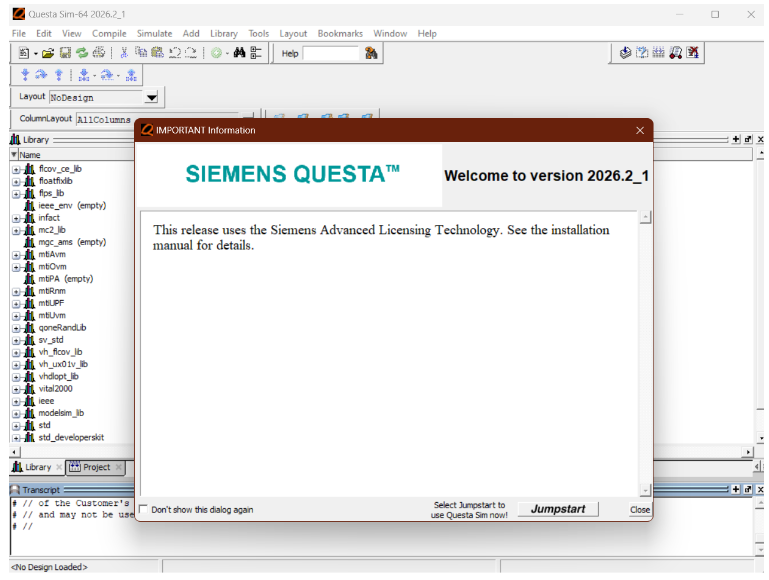 Questa Sim-64 2026.2_1
File Edit View Compile Simulate Add Library Tools Layout Bookmarks Window Help
Help
Layout NoDesign
ColumnLayout AllColumns
Library
Name
flcov_ce_lib
floatfixlib
flps_lib
ieee_env (empty)
infact
mc2_lib
mgc_ams (empty)
mtiAvm
mtiOvm
mtiPA (empty)
mtiRnm
mtiUPF
mtiUvm
qoneRandLib
sv_std
vh_flcov_lib
vh_ux01v_lib
vhdlopt_lib
vital2000
ieee
modelsim_lib
std
std_developerskit
Library Project
Transcript
# // of the Customer's
# // and may not be use
# //
<No Design Loaded>
IMPORTANT Information
SIEMENS QUESTA™
Welcome to version 2026.2_1
This release uses the Siemens Advanced Licensing Technology. See the installation
manual for details.
Don't show this dialog again
Select Jumpstart to
use Questa Sim now!
Jumpstart
Close